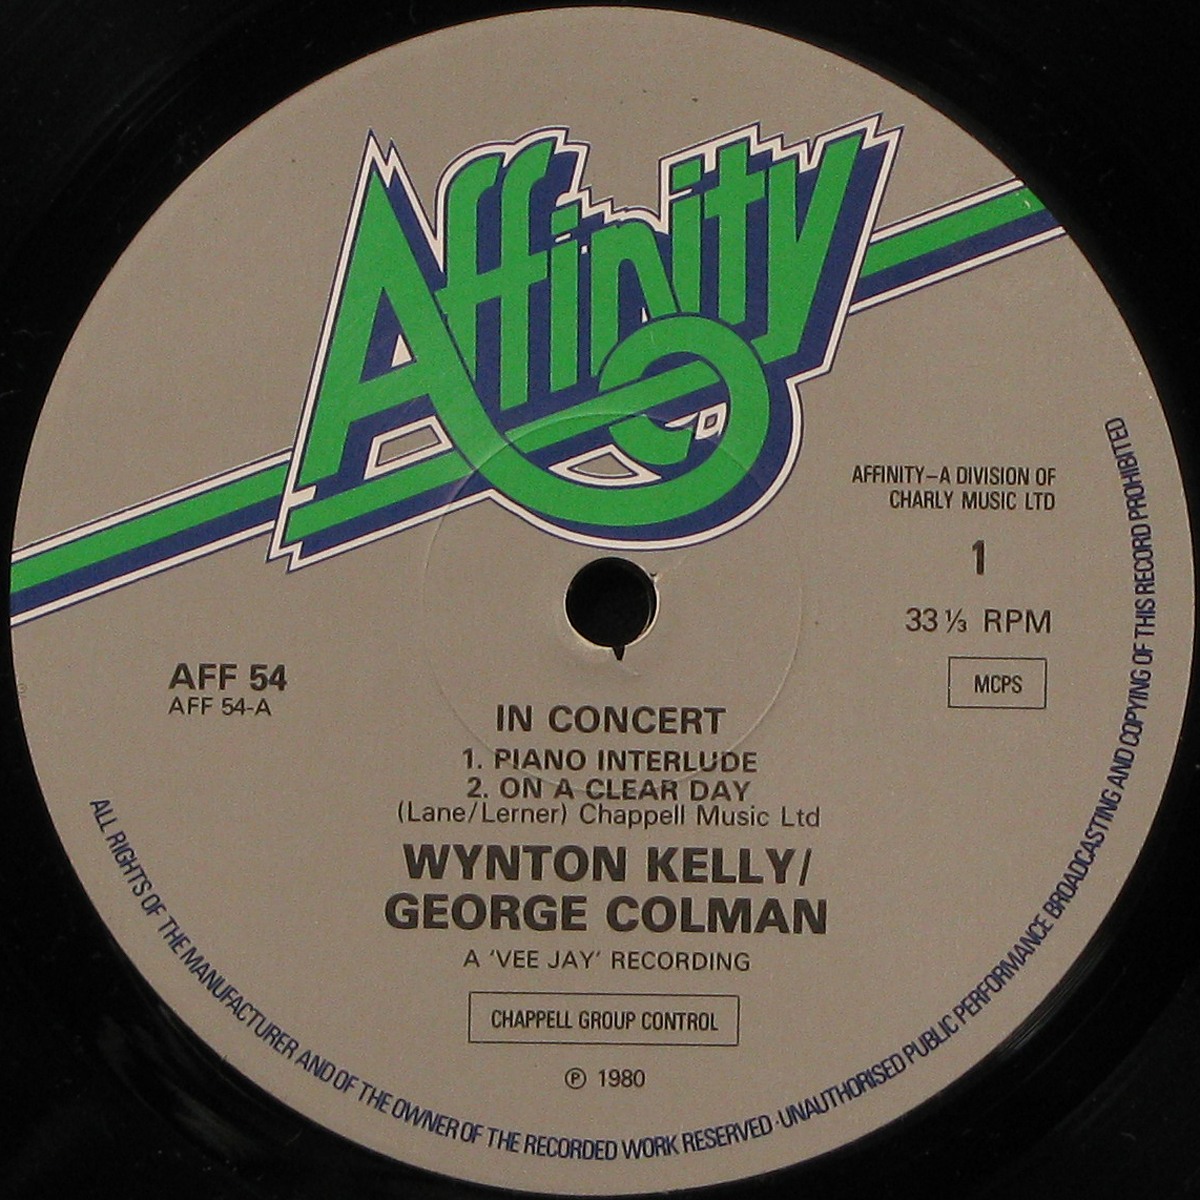 Affinity
AFFINITY–A DIVISION OF
CHARLY MUSIC LTD
1
33 ⅓ RPM
MCPS
AFF 54
AFF 54-A
IN CONCERT
1. PIANO INTERLUDE
2. ON A CLEAR DAY
(Lane/Lerner) Chappell Music Ltd
WYNTON KELLY/
GEORGE COLMAN
A ‘VEE JAY’ RECORDING
CHAPPELL GROUP CONTROL
℗ 1980
ALL RIGHTS OF THE MANUFACTURER AND OF THE OWNER OF THE RECORDED WORK RESERVED · UNAUTHORISED PUBLIC PERFORMANCE BROADCASTING AND COPYING OF THIS RECORD PROHIBITED